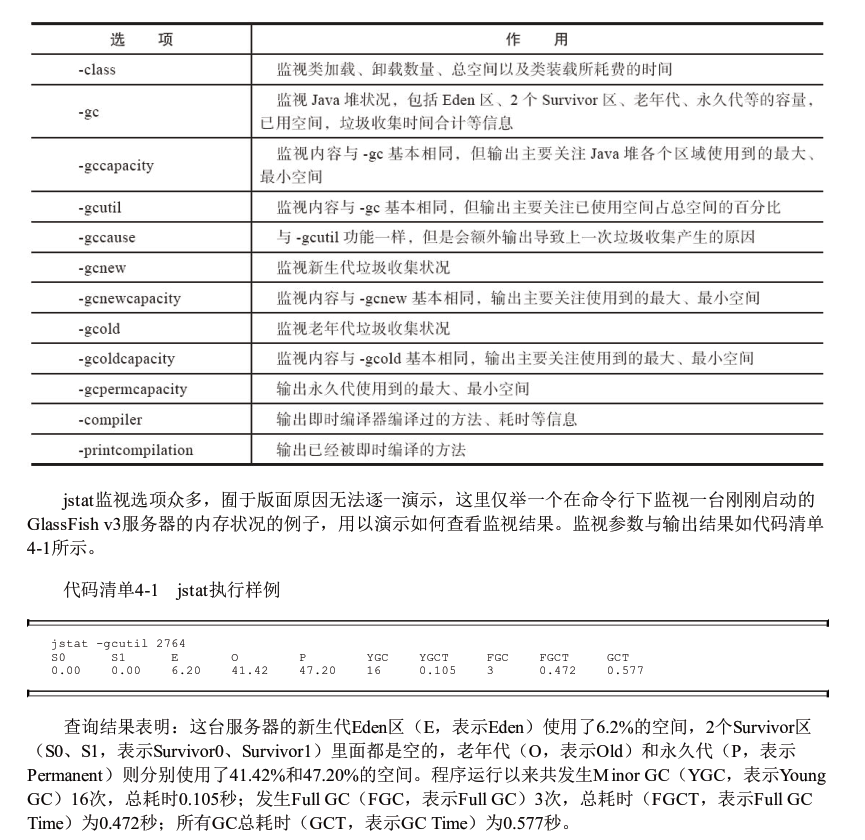 选 项 作 用
-class 监视类加载、卸载数量、总空间以及类装载所耗费的时间
-gc 监视 Java 堆状况，包括 Eden 区、2 个 Survivor 区、老年代、永久代等的容量，
已用空间，垃圾收集时间合计等信息
-gccapacity 监视内容与 -gc 基本相同，但输出主要关注 Java 堆各个区域使用到的最大、
最小空间
-gcutil 监视内容与 -gc 基本相同，但输出主要关注已使用空间占总空间的百分比
-gccause 与 -gcutil 功能一样，但是会额外输出导致上一次垃圾收集产生的原因
-gcnew 监视新生代垃圾收集状况
-gcnewcapacity 监视内容与 -gcnew 基本相同，输出主要关注使用到的最大、最小空间
-gcold 监视老年代垃圾收集状况
-gcoldcapacity 监视内容与 -gcold 基本相同，输出主要关注使用到的最大、最小空间
-gcpermcapacity 输出永久代使用到的最大、最小空间
-compiler 输出即时编译器编译过的方法、耗时等信息
-printcompilation 输出已经被即时编译的方法
jstat监视选项众多，囿于版面原因无法逐一演示，这里仅举一个在命令行下监视一台刚刚启动的
GlassFish v3服务器的内存状况的例子，用以演示如何查看监视结果。监视参数与输出结果如代码清单
4-1所示。
代码清单4-1 jstat执行样例
jstat -gcutil 2764
S0 S1 E O P YGC YGCT FGC FGCT GCT
0.00 0.00 6.20 41.42 47.20 16 0.105 3 0.472 0.577
查询结果表明：这台服务器的新生代Eden区（E，表示Eden）使用了6.2%的空间，2个Survivor区
（S0、S1，表示Survivor0、Survivor1）里面都是空的，老年代（O，表示Old）和永久代（P，表示
Permanent）则分别使用了41.42%和47.20%的空间。程序运行以来共发生Minor GC（YGC，表示Young
GC）16次，总耗时0.105秒；发生Full GC（FGC，表示Full GC）3次，总耗时（FGCT，表示Full GC
Time）为0.472秒；所有GC总耗时（GCT，表示GC Time）为0.577秒。